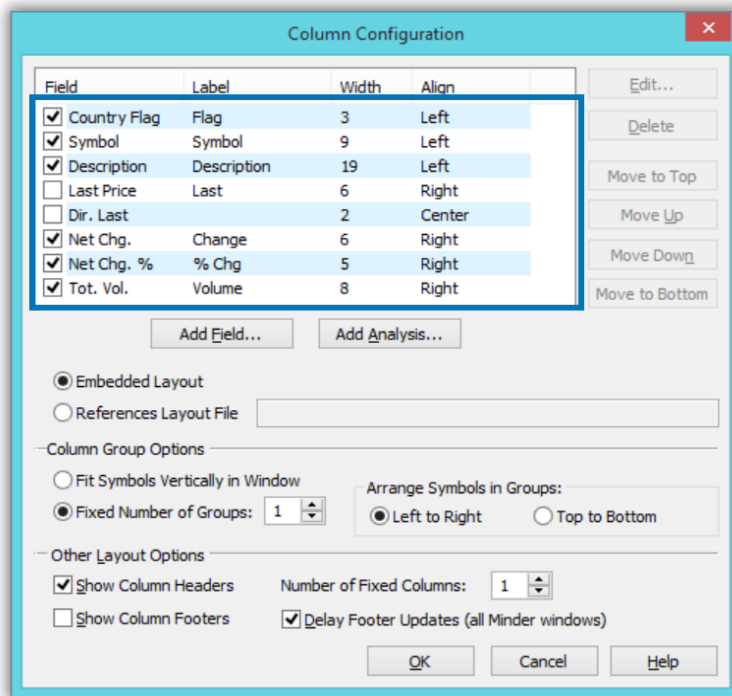 Column Configuration
Field Label Width Align
Country Flag Flag 3 Left
Symbol Symbol 9 Left
Description Description 19 Left
Last Price Last 6 Right
Dir. Last 2 Center
Net Chg. Change 6 Right
Net Chg. % % Chg 5 Right
Tot. Vol. Volume 8 Right
Edit...
Delete
Move to Top
Move Up
Move Down
Move to Bottom
Add Field... Add Analysis...
Embedded Layout
References Layout File
Column Group Options
Fit Symbols Vertically in Window
Fixed Number of Groups: 1
Arrange Symbols in Groups:
Left to Right Top to Bottom
Other Layout Options
Show Column Headers Number of Fixed Columns: 1
Show Column Footers Delay Footer Updates (all Minder windows)
OK Cancel Help